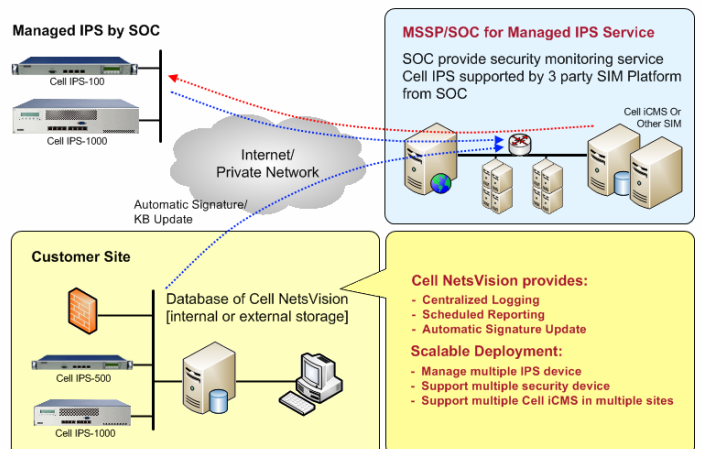 Managed IPS by SOC
Cell IPS-100
Cell IPS-1000
MSSP/SOC for Managed IPS Service
SOC provide security monitoring service
Cell IPS supported by 3 party SIM Platform
from SOC
Cell iCMS Or
Other SIM
Internet/
Private Network
Automatic Signature/
KB Update
Customer Site
Database of Cell NetsVision
[internal or external storage]
Cell IPS-500
Cell IPS-1000
Cell NetsVision provides:
- Centralized Logging
- Scheduled Reporting
- Automatic Signature Update
Scalable Deployment:
- Manage multiple IPS device
- Support multiple security device
- Support multiple Cell iCMS in multiple sites